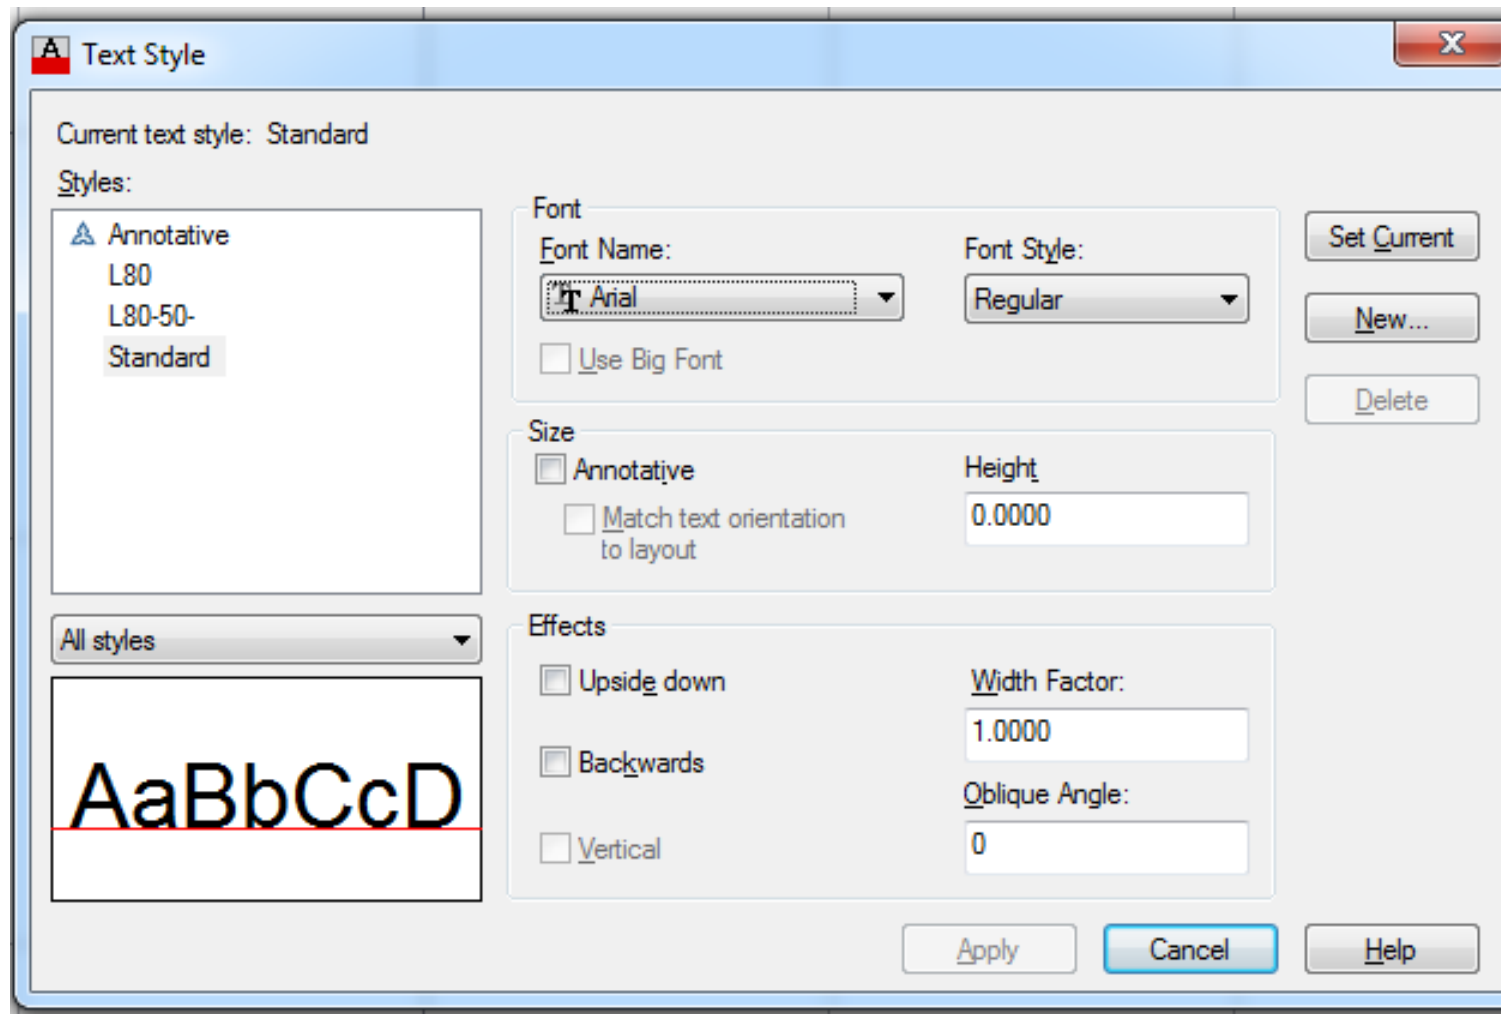 Text Style
Current text style: Standard
Styles:
Annotative
L80
L80-50-
Standard
All styles
AaBbCcD
Font
Font Name:
Arial
Use Big Font
Font Style:
Regular
Size
Annotative
Match text orientation
to layout
Height
0.0000
Effects
Upside down
Backwards
Vertical
Width Factor:
1.0000
Oblique Angle:
0
Set Current
New...
Delete
Apply
Cancel
Help